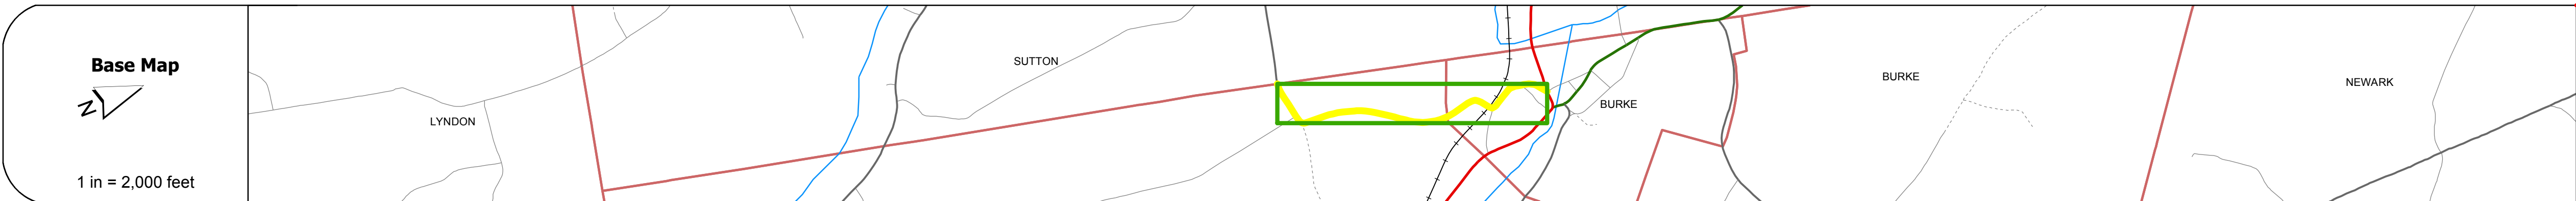 Base Map
N
1 in = 2,000 feet
LYNDON
SUTTON
BURKE
BURKE
NEWARK